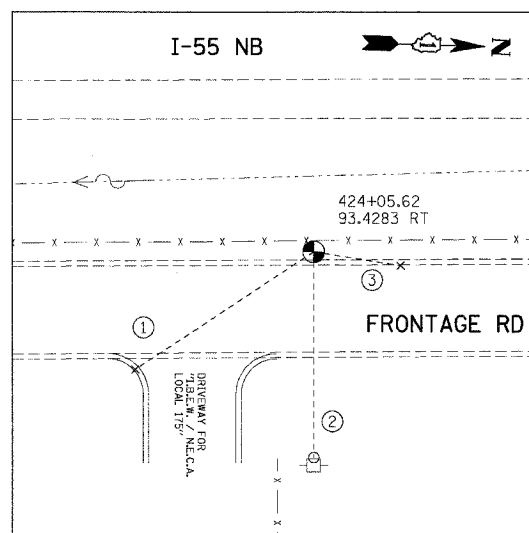 I-55 NB
N
424+05.62
93.4283 RT
3
1
FRONTAGE RD
DRIVEWAY FOR
"I.B.E.W. / N.E.C.A.
LOCAL 175"
2